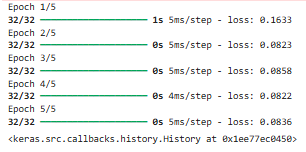 Epoch 1/5
32/32 ━━━━━━━━━━━━━━━━━━━━ 1s 5ms/step - loss: 0.1633
Epoch 2/5
32/32 ━━━━━━━━━━━━━━━━━━━━ 0s 5ms/step - loss: 0.0823
Epoch 3/5
32/32 ━━━━━━━━━━━━━━━━━━━━ 0s 5ms/step - loss: 0.0858
Epoch 4/5
32/32 ━━━━━━━━━━━━━━━━━━━━ 0s 4ms/step - loss: 0.0822
Epoch 5/5
32/32 ━━━━━━━━━━━━━━━━━━━━ 0s 5ms/step - loss: 0.0836
<keras.src.callbacks.history.History at 0x1ee77ec0450>